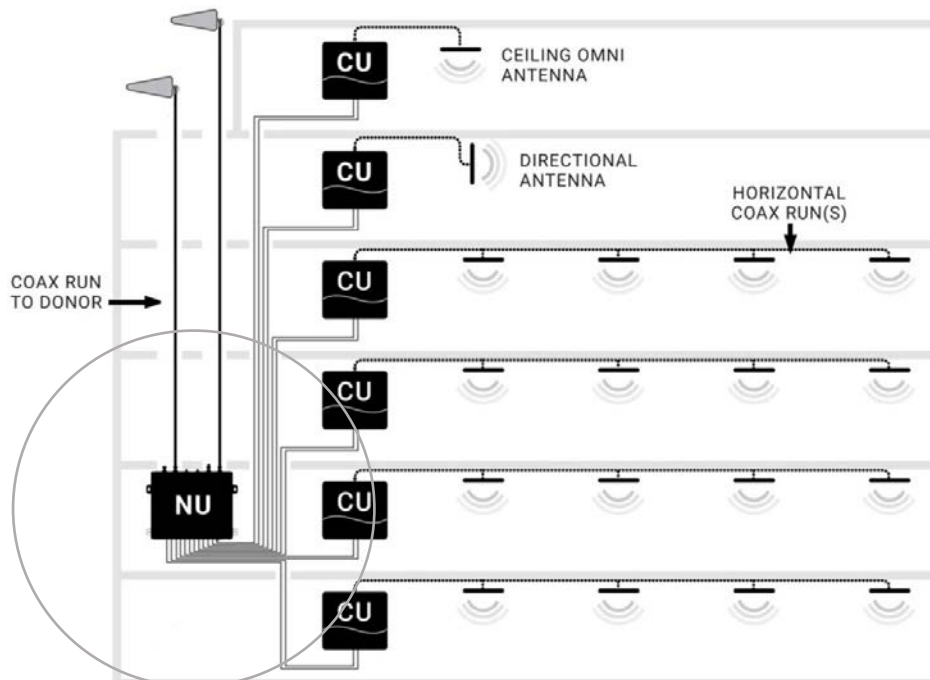 CU
CEILING OMNI
ANTENNA
CU
DIRECTIONAL
ANTENNA
HORIZONTAL
COAX RUN(S)
CU
COAX RUN
TO DONOR
CU
NU
CU
CU